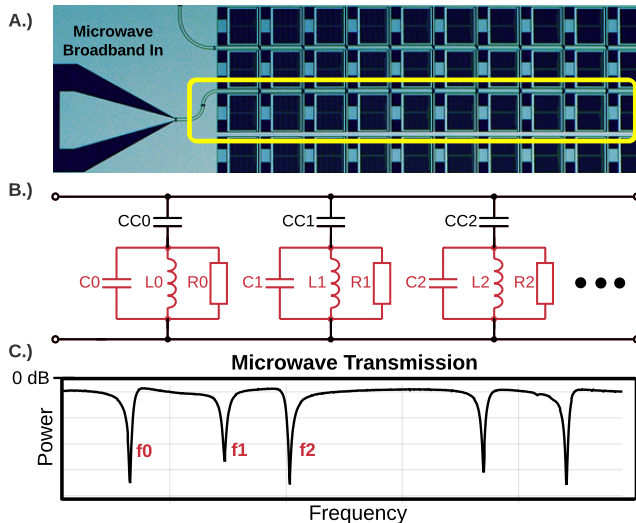 A.)
Microwave
Broadband In
B.)
CC0 CC1 CC2
C0 L0 R0 C1 L1 R1 C2 L2 R2
C.)
Microwave Transmission
0 dB
Power
f0 f1 f2
Frequency